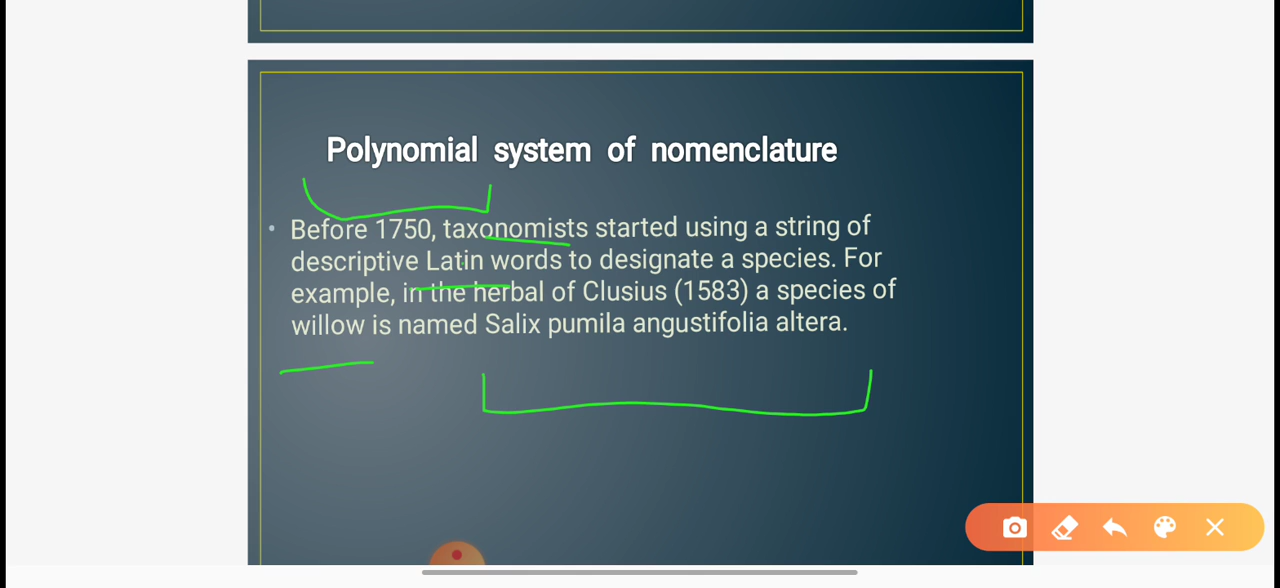 Polynomial system of nomenclature
• Before 1750, taxonomists started using a string of
descriptive Latin words to designate a species. For
example, in the herbal of Clusius (1583) a species of
willow is named Salix pumila angustifolia altera.